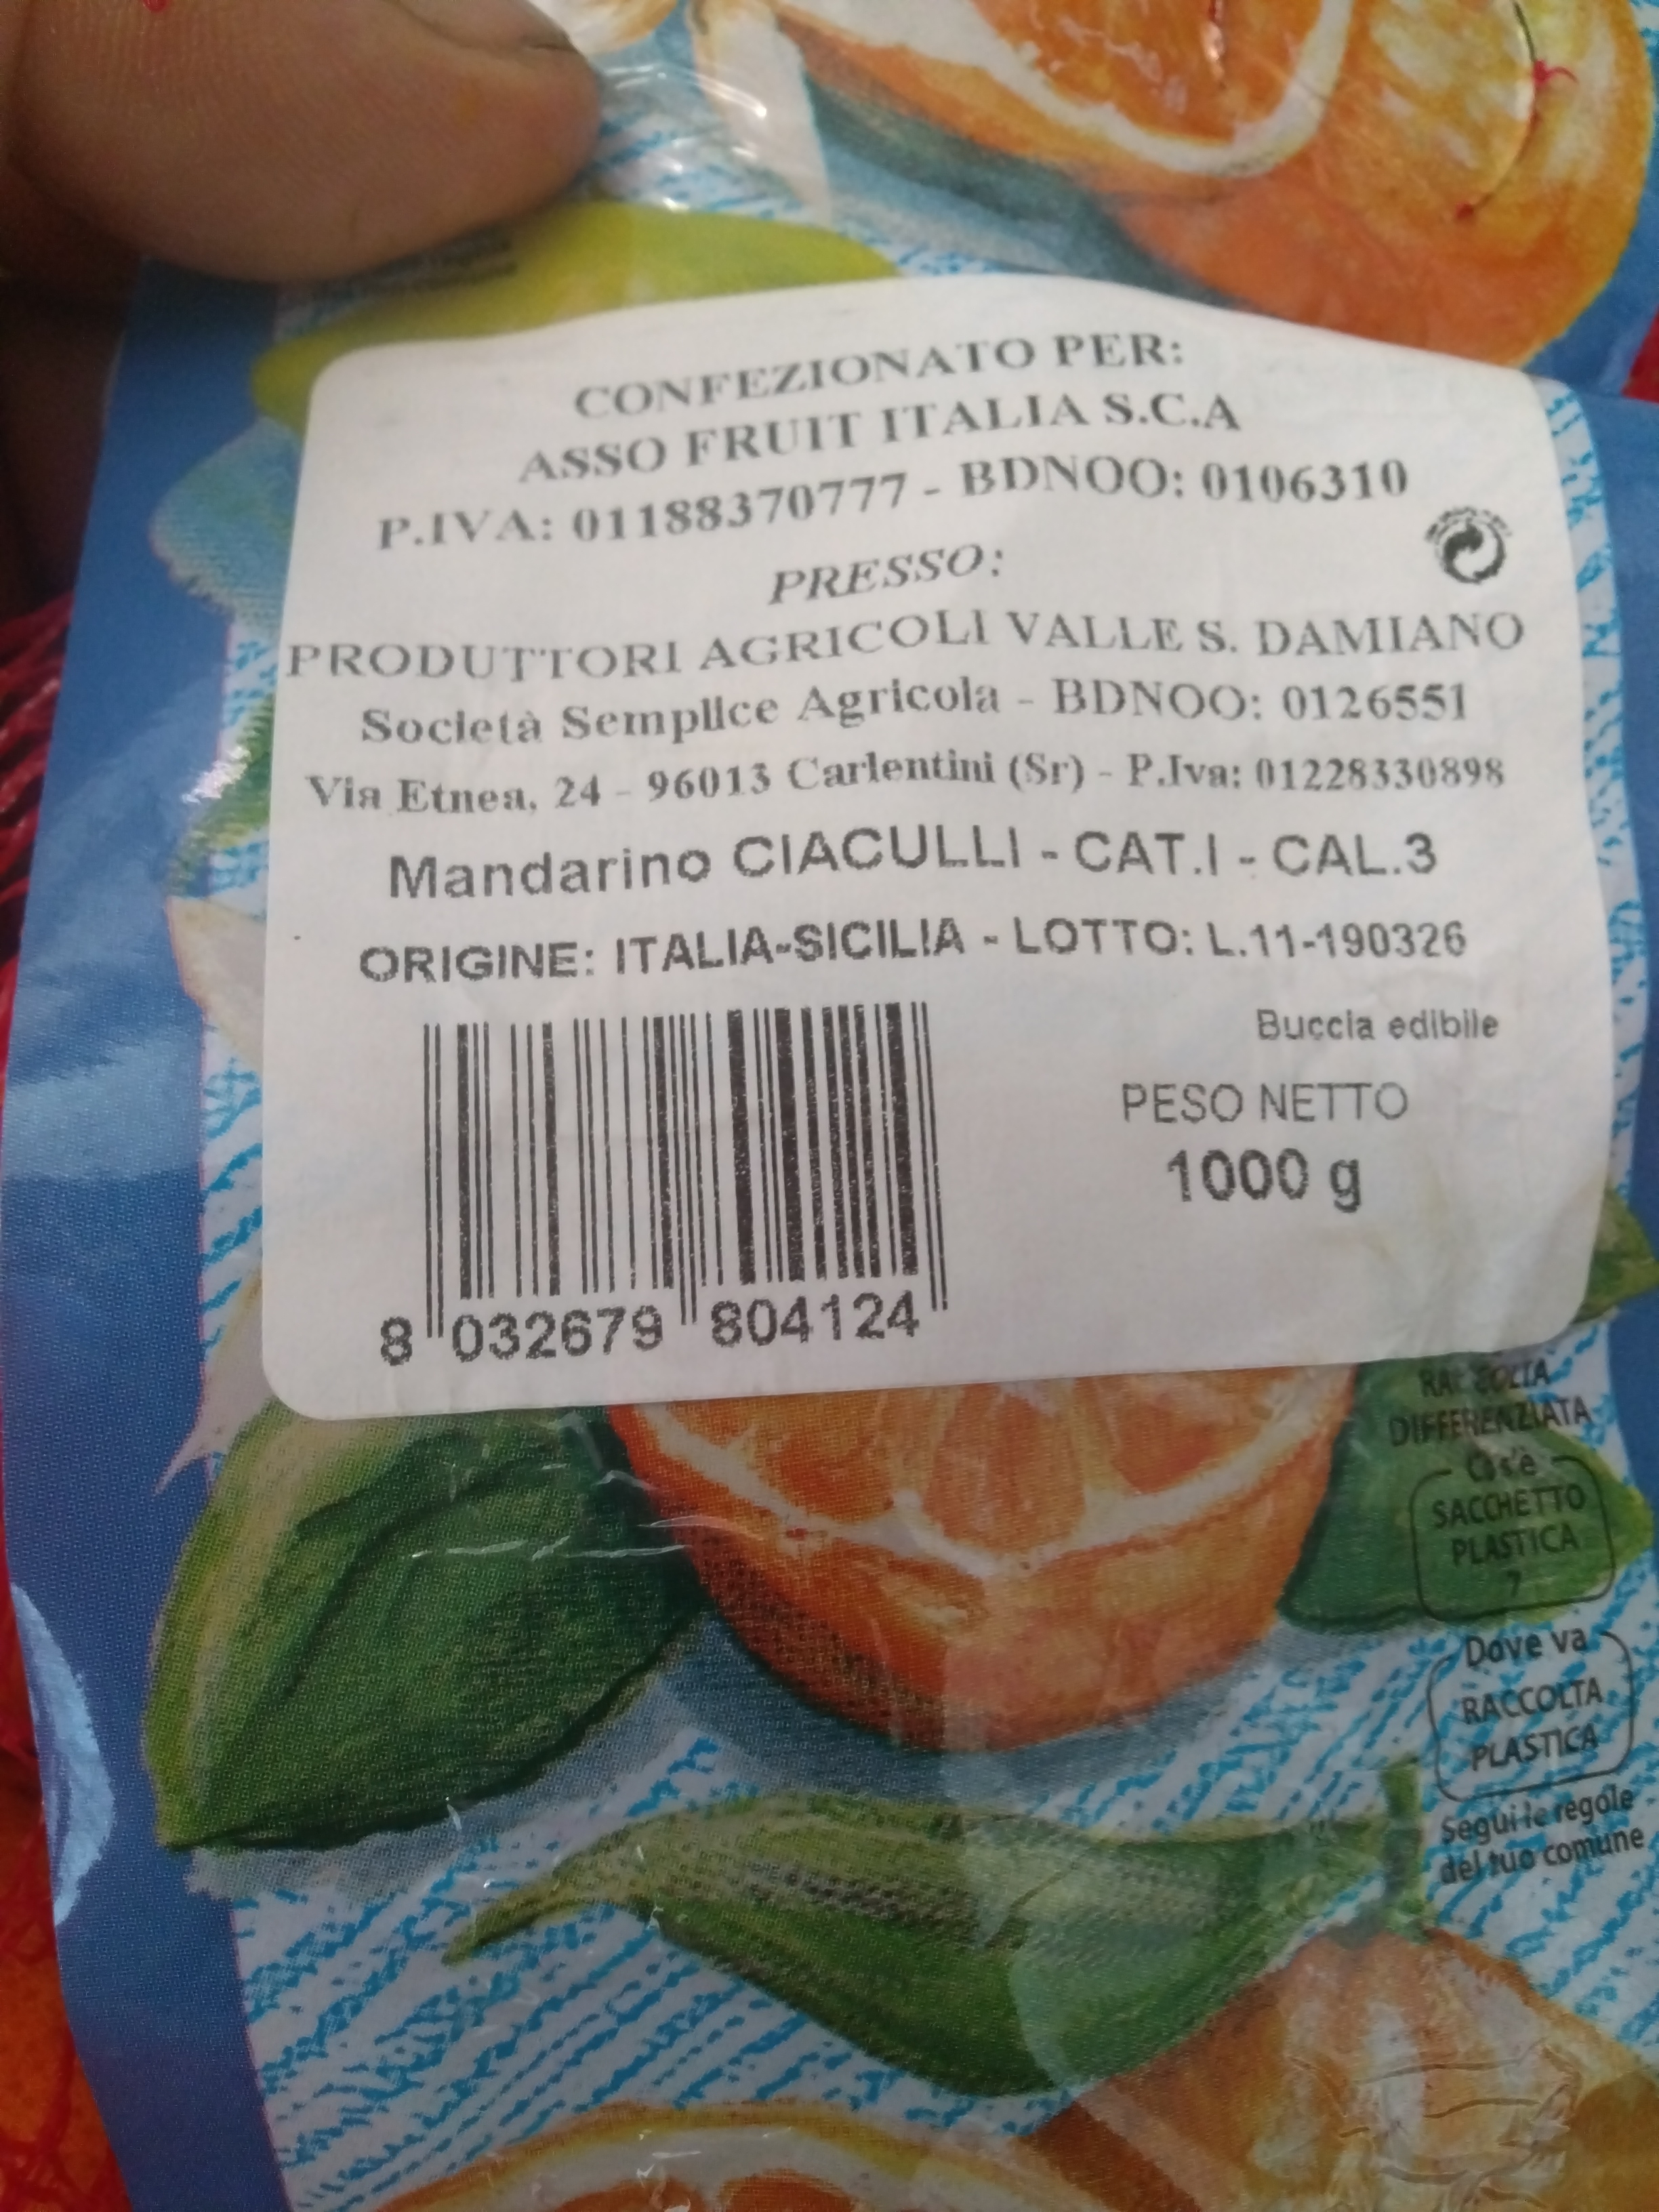 CONFEZIONATO PER:
ASSO FRUIT ITALIA S.C.A
P.IVA: 01188370777 - BDNOO: 0106310
PRESSO:
PRODUTTORI AGRICOLI VALLE S. DAMIANO
Società Semplice Agricola - BDNOO: 0126551
Via Etnea, 24 - 96013 Carlentini (Sr) - P.Iva: 01228330898
Mandarino CIACULLI - CAT.I - CAL.3
ORIGINE: ITALIA-SICILIA - LOTTO: L.11-190326
Buccia edibile
PESO NETTO
1000 g
8 032679 804124
RACCOLTA
DIFFERENZIATA
Cos'è
SACCHETTO
PLASTICA
7
Dove va
RACCOLTA
PLASTICA
Segui le regole
del tuo comune